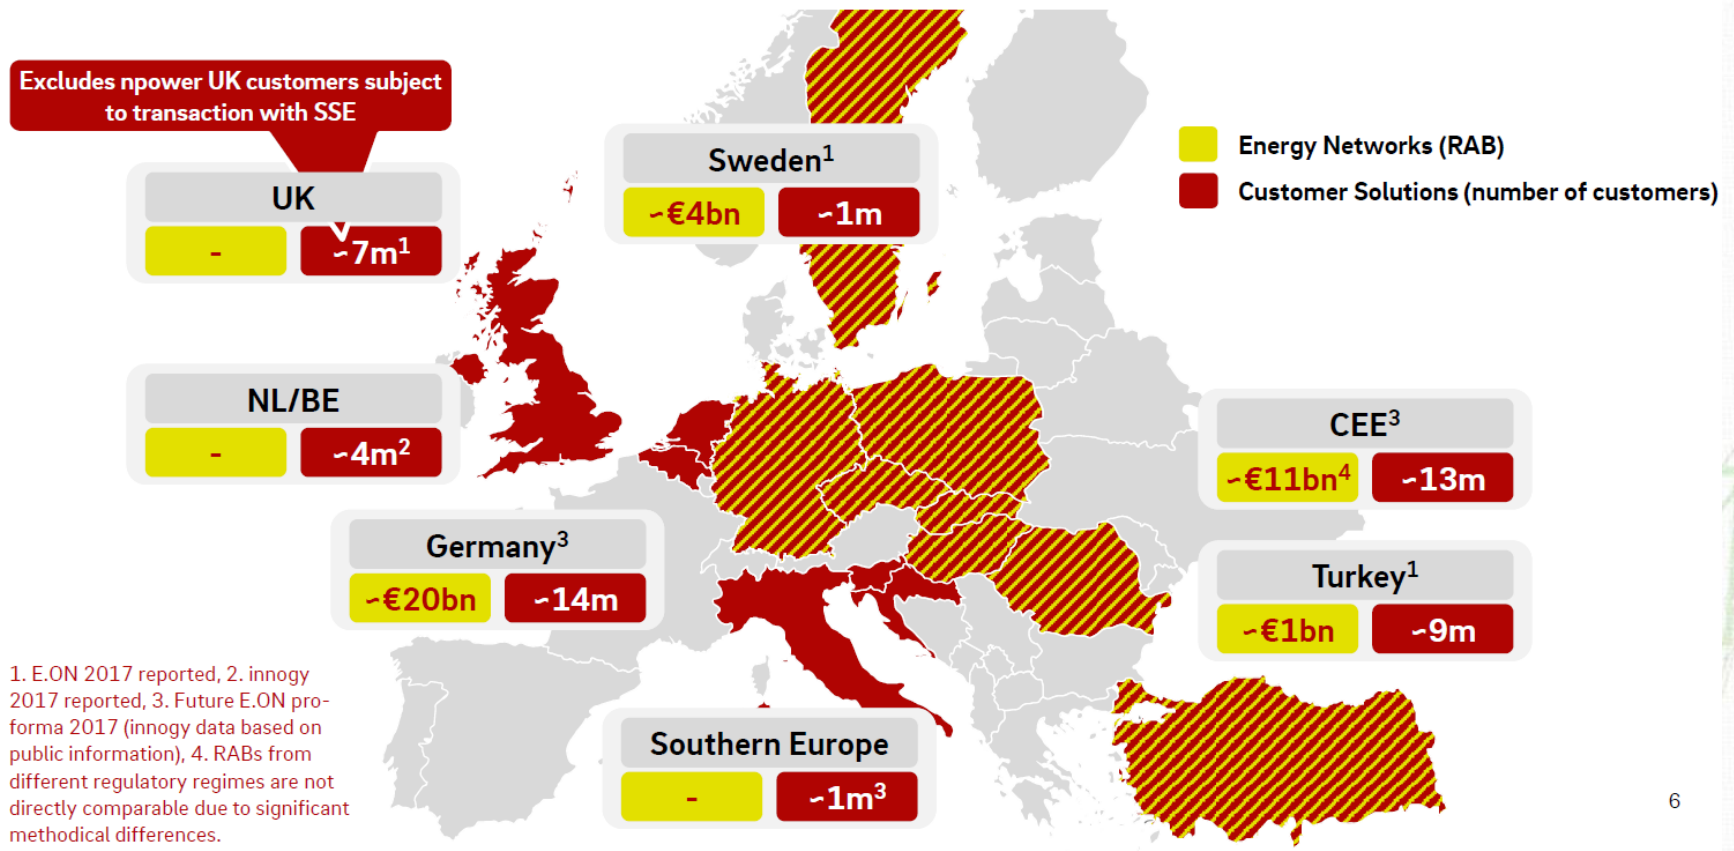 Excludes npower UK customers subject
to transaction with SSE
UK
-
~7m¹
Sweden¹
~€4bn
~1m
Energy Networks (RAB)
Customer Solutions (number of customers)
NL/BE
-
~4m²
CEE³
~€11bn⁴
~13m
Germany³
~€20bn
~14m
Turkey¹
~€1bn
~9m
Southern Europe
-
~1m³
1. E.ON 2017 reported, 2. innogy
2017 reported, 3. Future E.ON pro-
forma 2017 (innogy data based on
public information), 4. RABs from
different regulatory regimes are not
directly comparable due to significant
methodical differences.
6